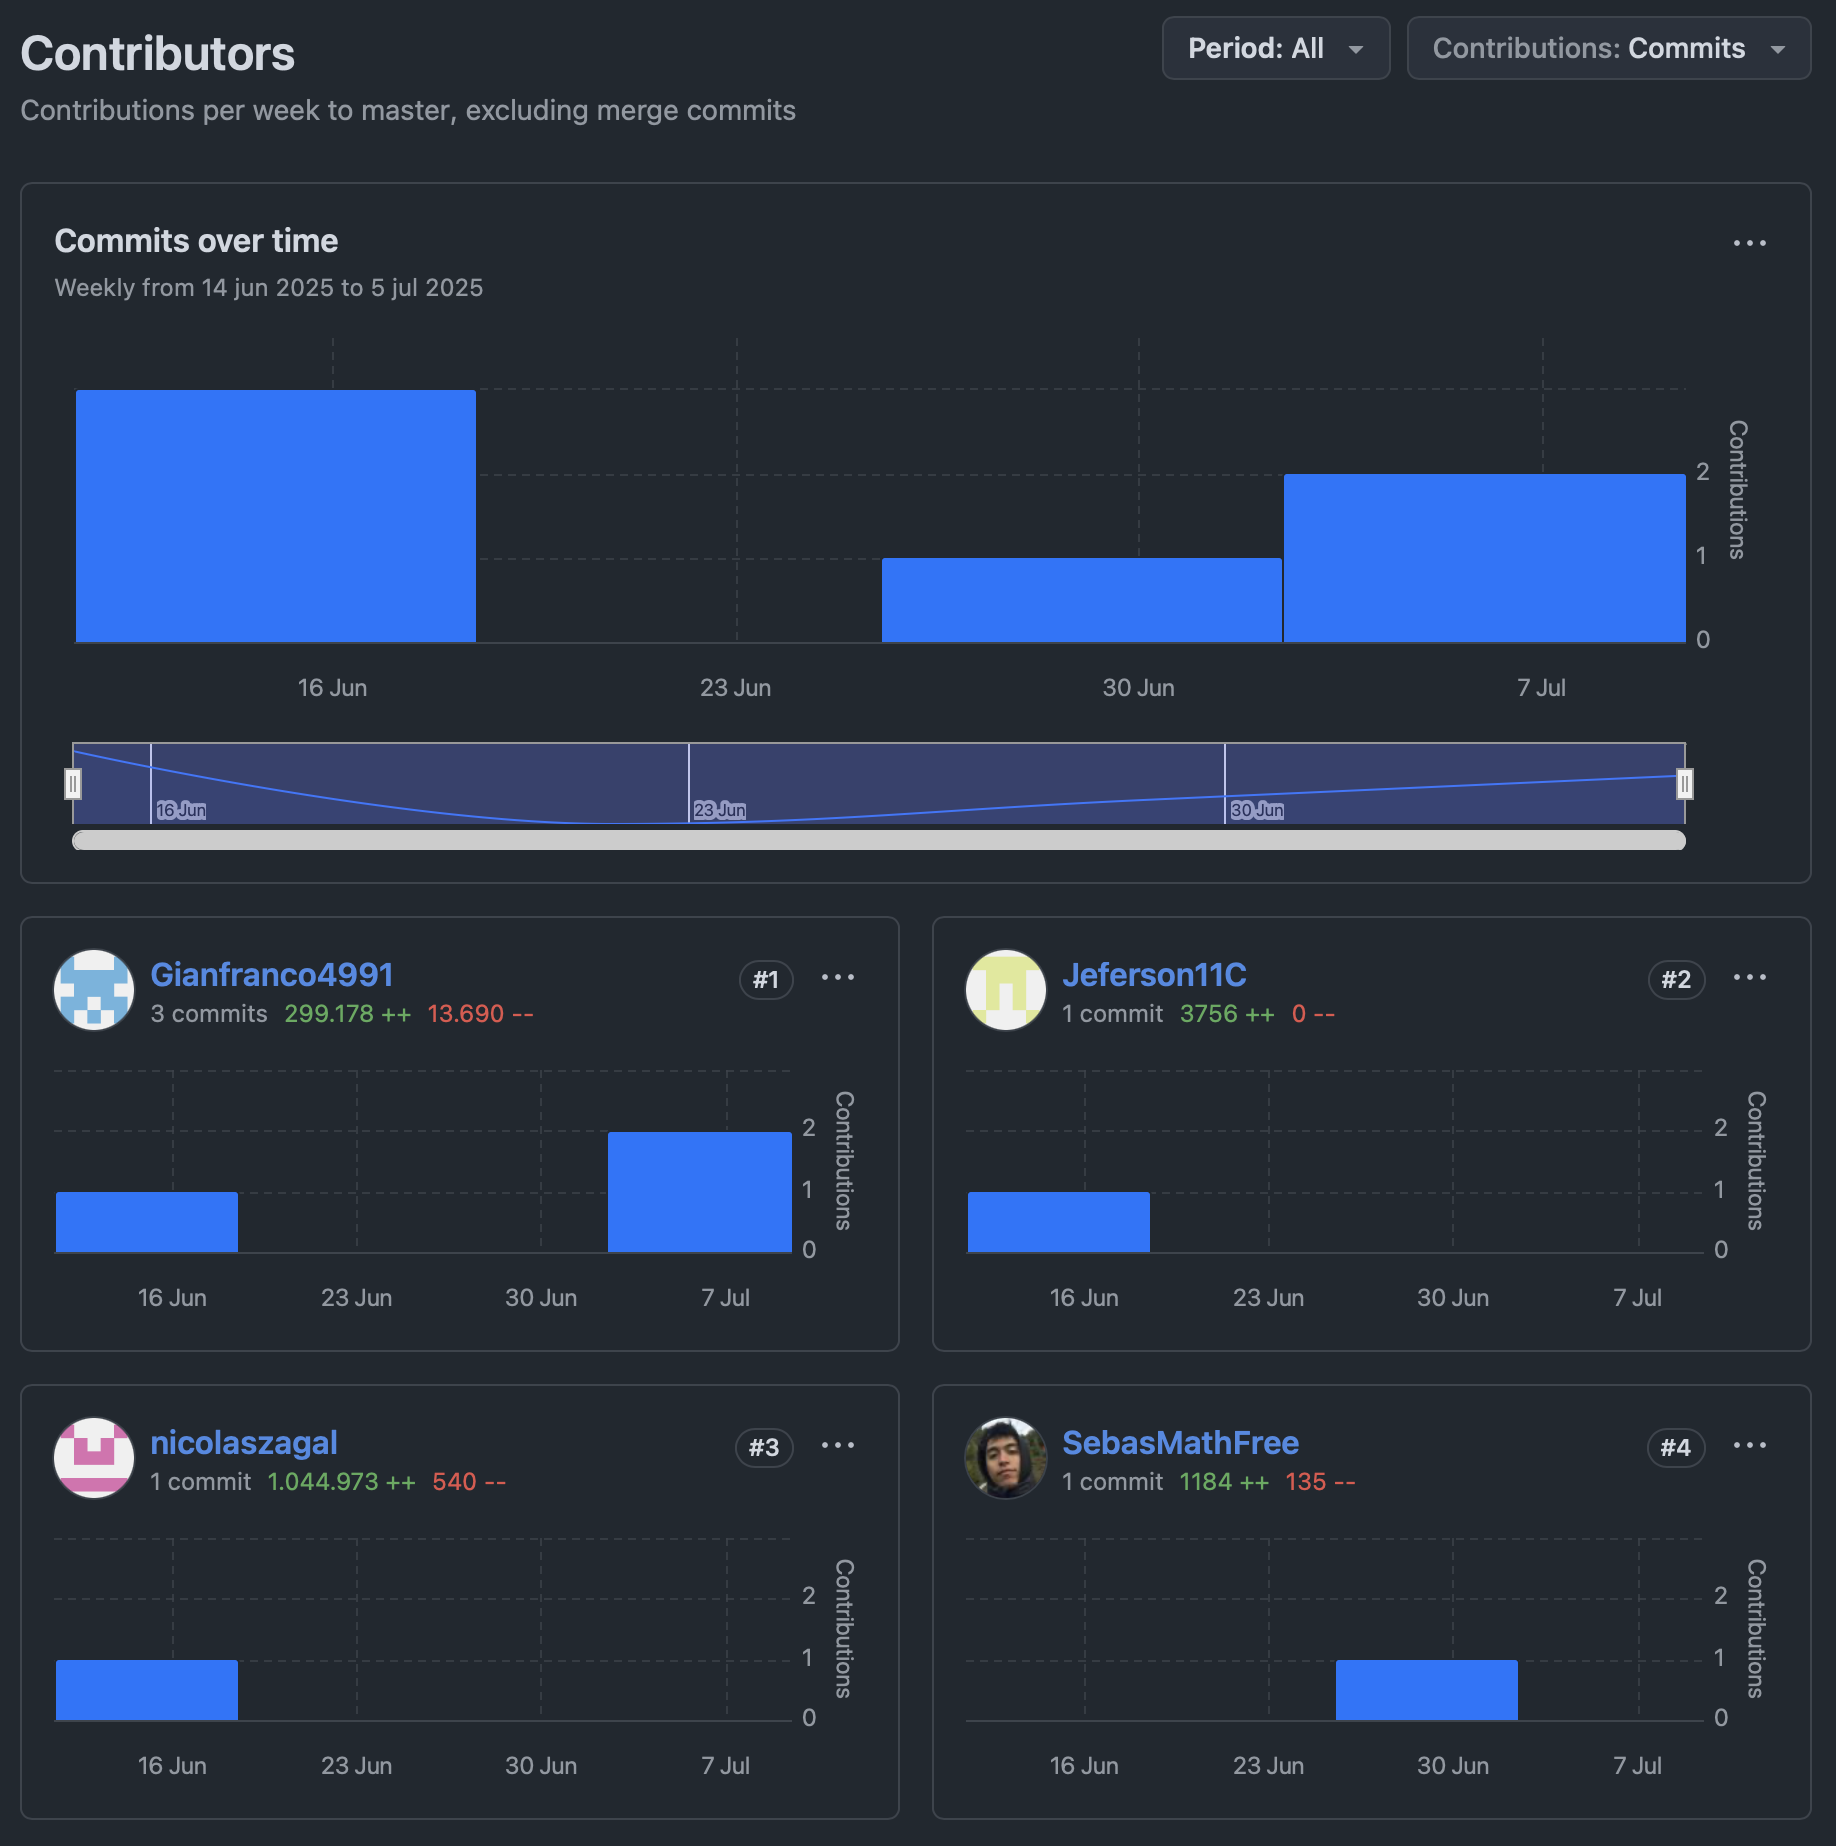 Contributors
Period: All
Contributions: Commits
Contributions per week to master, excluding merge commits
Commits over time
Weekly from 14 jun 2025 to 5 jul 2025
Contributions
2
1
0
16 Jun 23 Jun 30 Jun 7 Jul
16 Jun 23 Jun 30 Jun
Gianfranco4991
#1
3 commits 299.178 ++ 13.690 --
Contributions
2
1
0
16 Jun 23 Jun 30 Jun 7 Jul
Jeferson11C
#2
1 commit 3756 ++ 0 --
Contributions
2
1
0
16 Jun 23 Jun 30 Jun 7 Jul
nicolaszagal
#3
1 commit 1.044.973 ++ 540 --
Contributions
2
1
0
16 Jun 23 Jun 30 Jun 7 Jul
SebasMathFree
#4
1 commit 1184 ++ 135 --
Contributions
2
1
0
16 Jun 23 Jun 30 Jun 7 Jul